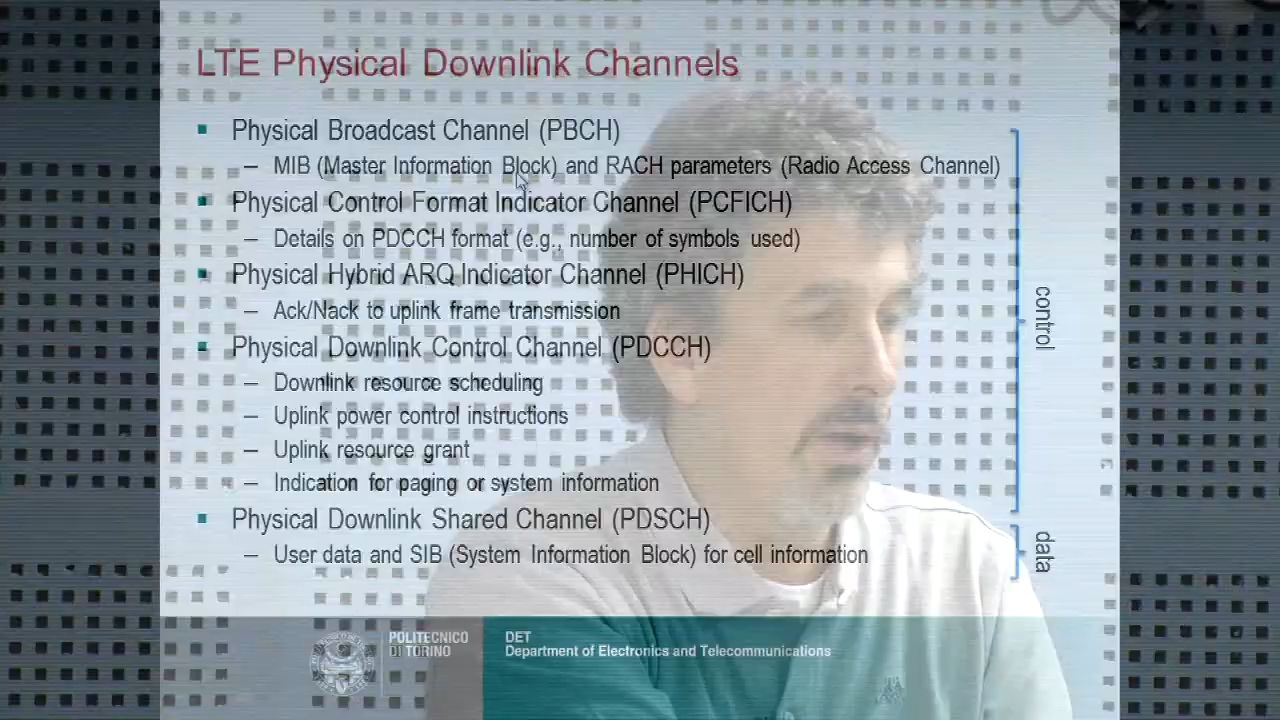 LTE Physical Downlink Channels
Physical Broadcast Channel (PBCH)
– MIB (Master Information Block) and RACH parameters (Radio Access Channel)
Physical Control Format Indicator Channel (PCFICH)
– Details on PDCCH format (e.g., number of symbols used)
Physical Hybrid ARQ Indicator Channel (PHICH)
– Ack/Nack to uplink frame transmission
Physical Downlink Control Channel (PDCCH)
– Downlink resource scheduling
– Uplink power control instructions
– Uplink resource grant
– Indication for paging or system information
control
Physical Downlink Shared Channel (PDSCH)
– User data and SIB (System Information Block) for cell information
data
POLITECNICO
DI TORINO
DET
Department of Electronics and Telecommunications